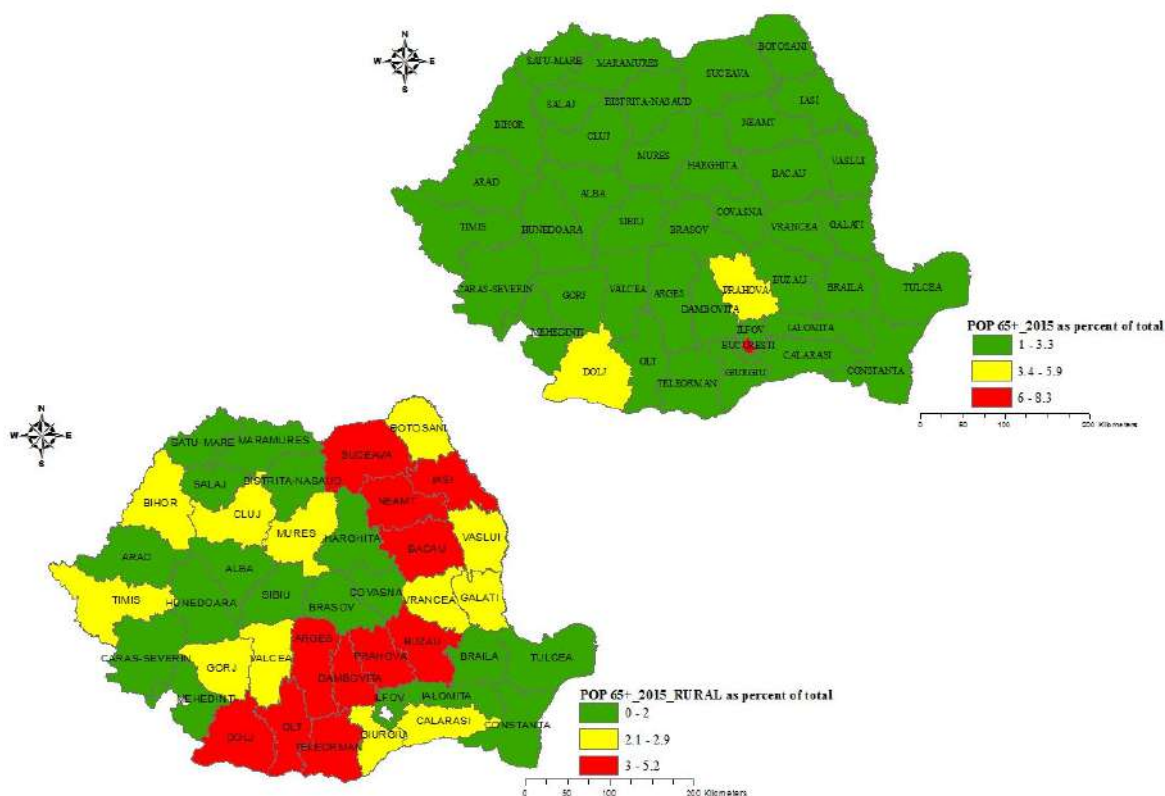 N
W E
S
BOTOSANI
SATU-MARE
MARAMURES
SUCEAVA
SALAJ
BISTRITA-NASAUD
IASI
BIHOR
CLUJ
NEAMT
MURES
HARGHITA
VASLUI
BACAU
ARAD
ALBA
COVASNA
TIMIS
HUNEDOARA
SIBIU
BRASOV
VRANCEA
GALATI
CARAS-SEVERIN
GORJ
VALCEA
ARGES
PRAHOVA
BUZAU
BRAILA
TULCEA
DAMBOVITA
MEHEDINTI
ILFOV
IALOMITA
BUCURESTI
CALARASI
DOLJ
OLT
GIURGIU
TELEORMAN
CONSTANTA
POP 65+_2015 as percent of total
1 - 3.3
3.4 - 5.9
6 - 8.3
0 50 100 200 Kilometers
N
W E
S
BOTOSANI
SATU-MARE
MARAMURES
SUCEAVA
IASI
SALAJ
BISTRITA-NASAUD
BIHOR
CLUJ
NEAMT
MURES
HARGHITA
VASLUI
BACAU
ARAD
ALBA
TIMIS
HUNEDOARA
SIBIU
BRASOV
COVASNA
VRANCEA
GALATI
CARAS-SEVERIN
GORJ
VALCEA
ARGES
PRAHOVA
BUZAU
BRAILA
TULCEA
DAMBOVITA
MEHEDINTI
ILFOV
IALOMITA
DOLJ
OLT
TELEORMAN
GIURGIU
CALARASI
CONSTANTA
POP 65+_2015_RURAL as percent of total
0 - 2
2.1 - 2.9
3 - 5.2
0 50 100 200 Kilometers